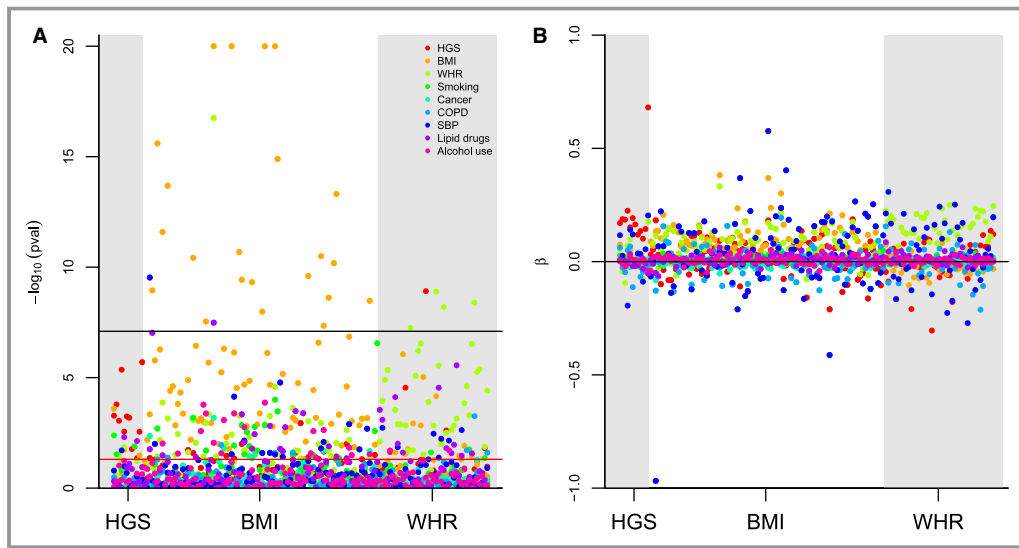 A
20
15
10
5
0
−log10 (pval)
HGS
BMI
WHR
Smoking
Cancer
COPD
SBP
Lipid drugs
Alcohol use
HGS BMI WHR
B
1.0
0.5
0.0
−0.5
−1.0
β
HGS BMI WHR